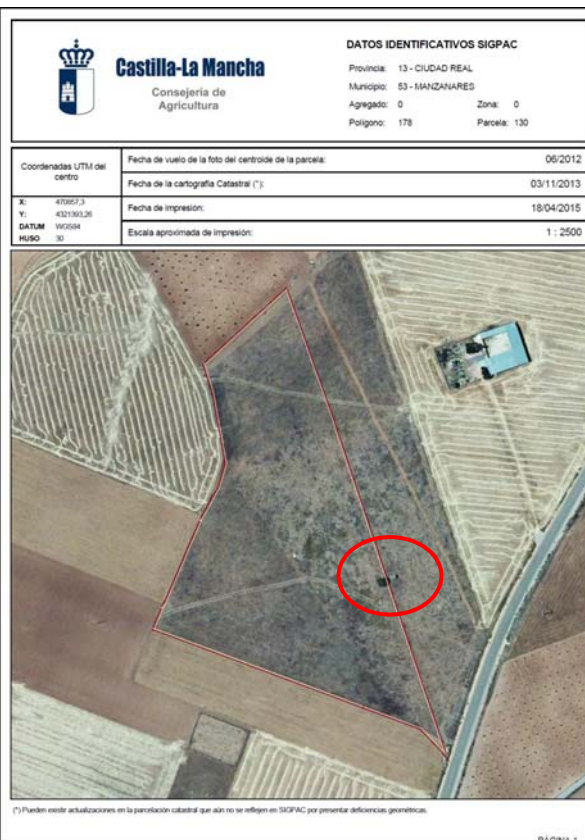 Castilla-La Mancha
Consejería de
Agricultura
DATOS IDENTIFICATIVOS SIGPAC
Provincia: 13 - CIUDAD REAL
Municipio: 53 - MANZANARES
Agregado: 0 Zona: 0
Polígono: 178 Parcela: 130
Coordenadas UTM del
centro
X: 470857,3
Y: 4321393,26
DATUM WGS84
HUSO 30
Fecha de vuelo de la foto del centroide de la parcela: 06/2012
Fecha de la cartografía Catastral (*): 03/11/2013
Fecha de impresión: 18/04/2015
Escala aproximada de impresión: 1 : 2500
(*) Pueden existir actualizaciones en la parcelación catastral que aún no se reflejen en SIGPAC por presentar deficiencias geométricas.
PÁGINA 1